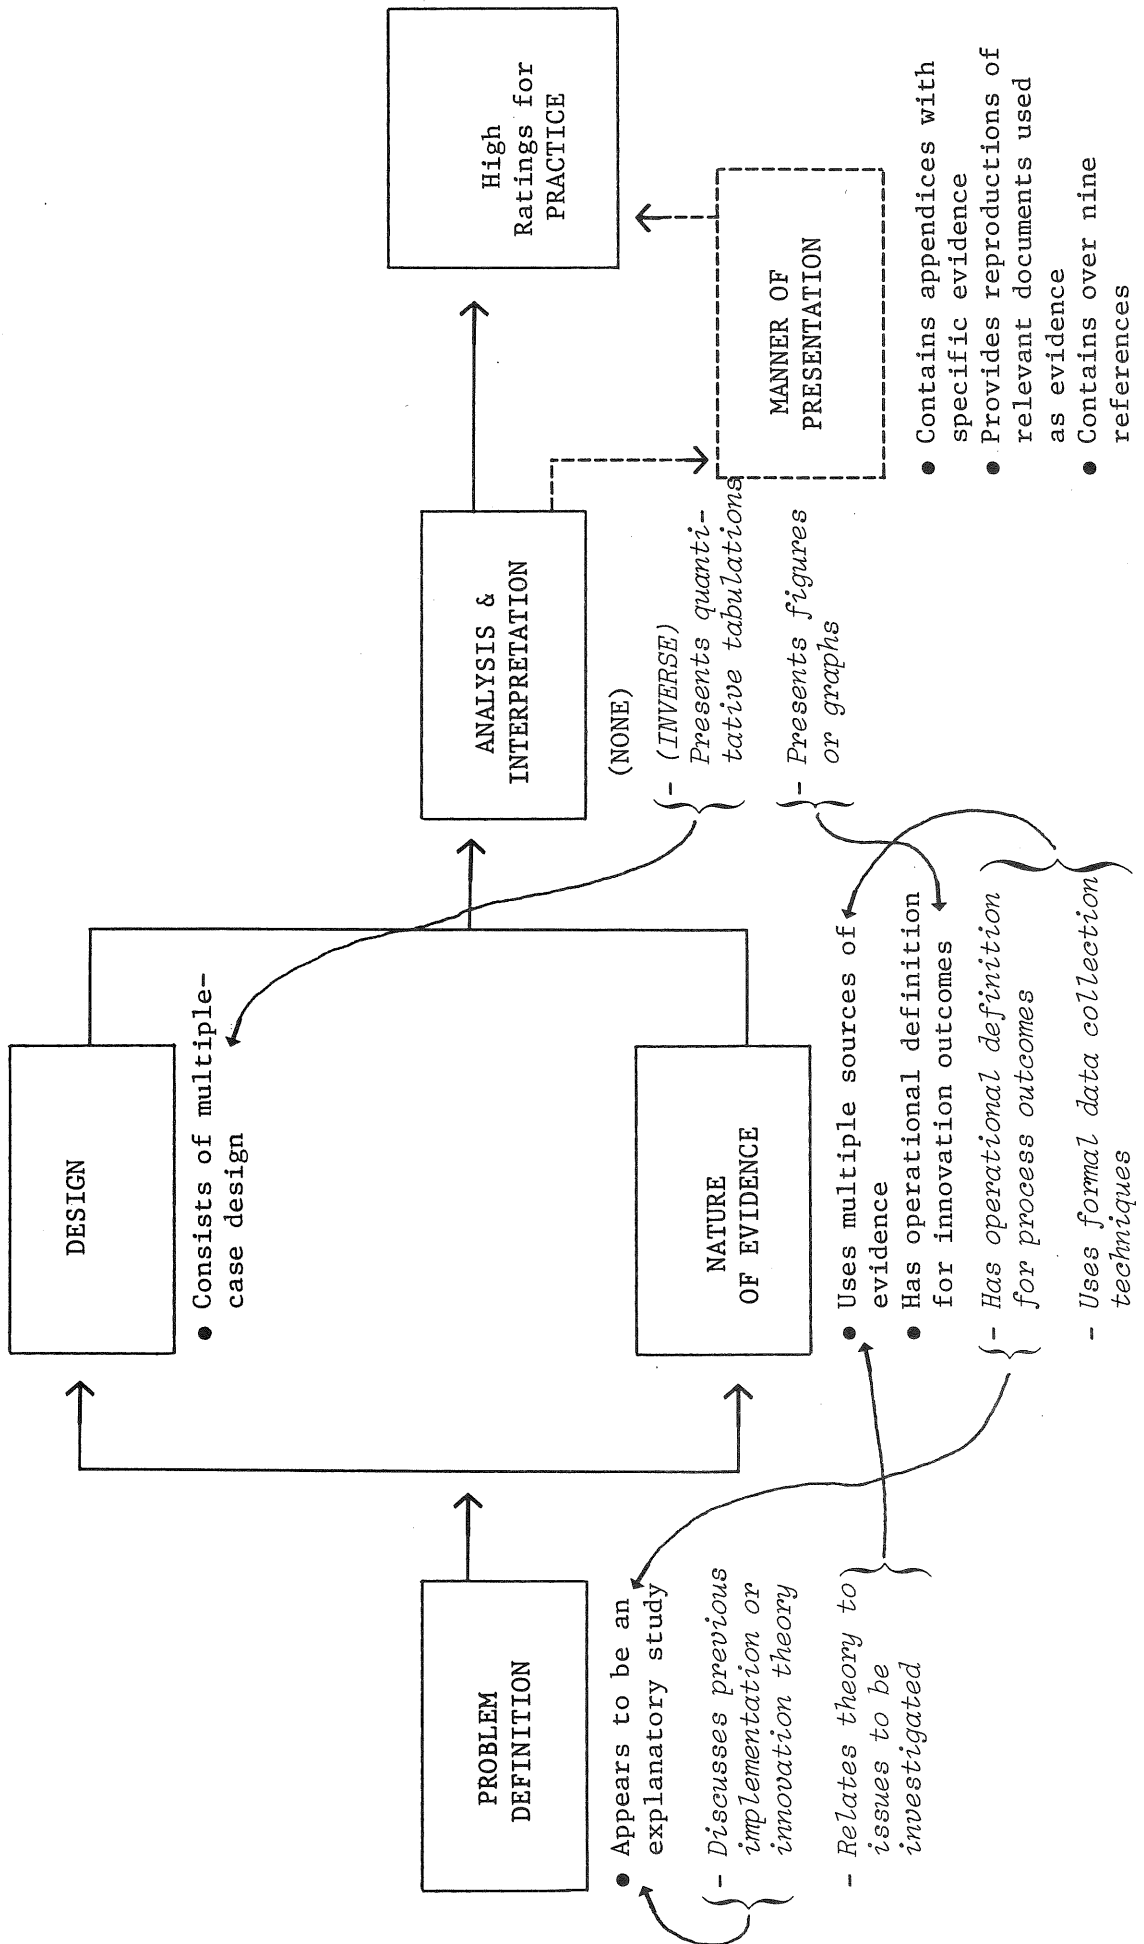 PROBLEM
DEFINITION
● Appears to be an
explanatory study
- Discusses previous
implementation or
innovation theory
- Relates theory to
issues to be
investigated
DESIGN
● Consists of multiple-
case design
NATURE
OF EVIDENCE
● Uses multiple sources of
evidence
● Has operational definition
for innovation outcomes
- Has operational definition
for process outcomes
- Uses formal data collection
techniques
ANALYSIS &
INTERPRETATION
(NONE)
- (INVERSE)
Presents quanti-
tative tabulations
- Presents figures
or graphs
High
Ratings for
PRACTICE
MANNER OF
PRESENTATION
● Contains appendices with
specific evidence
● Provides reproductions of
relevant documents used
as evidence
● Contains over nine
references